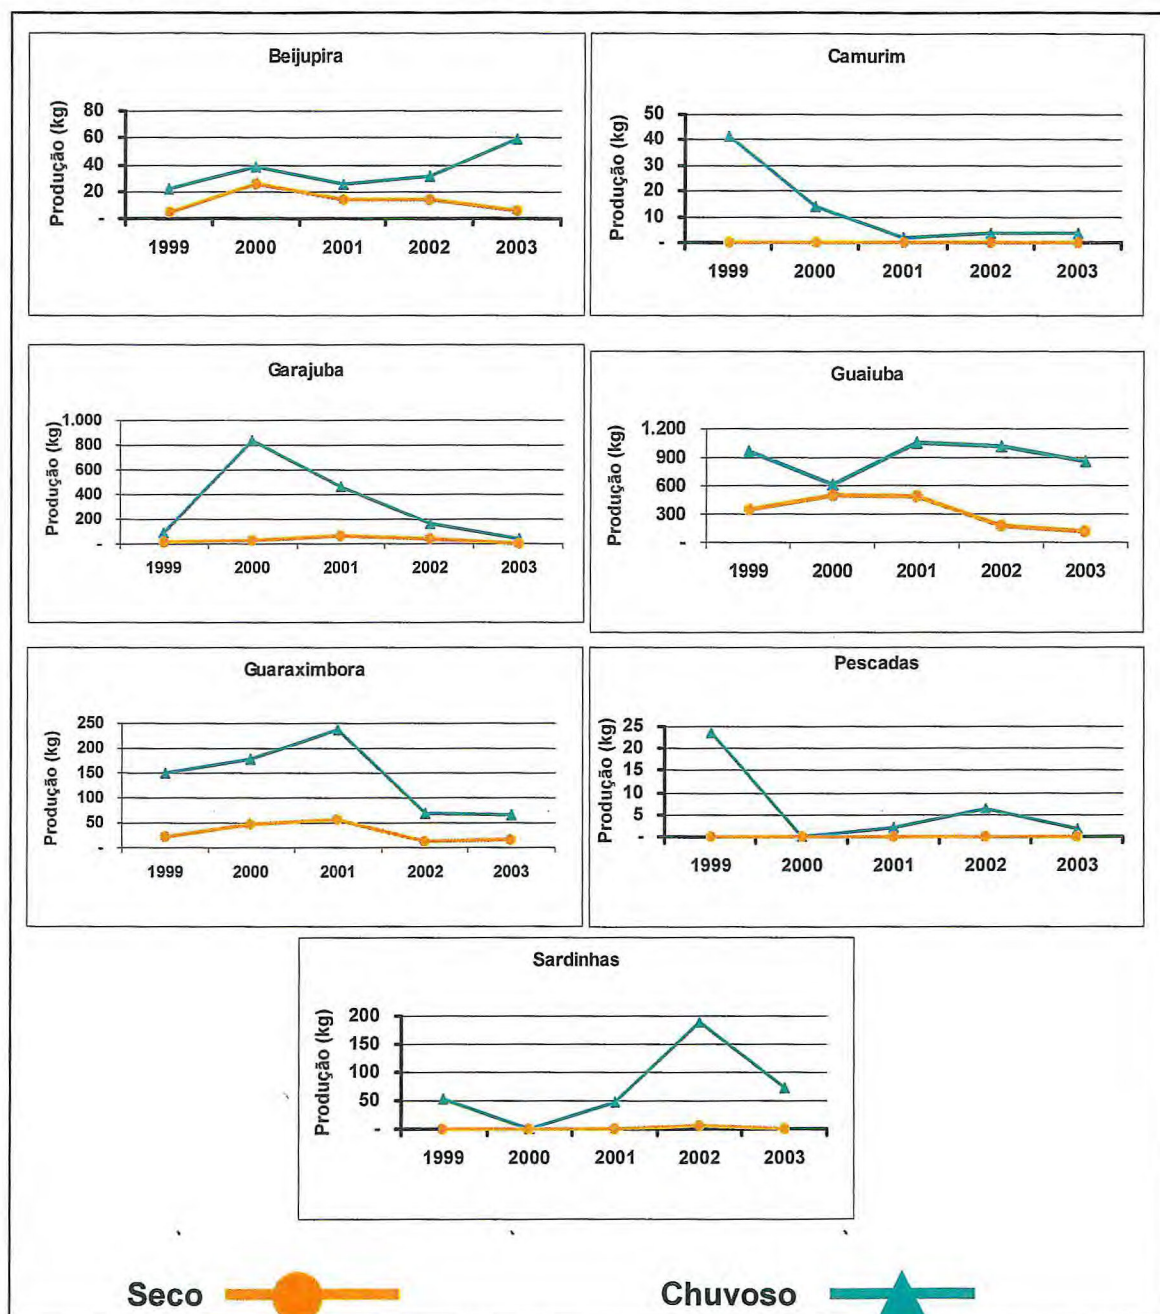 Beijupira
Produção (kg)
80
60
40
20
-
1999 2000 2001 2002 2003
Camurim
Produção (kg)
50
40
30
20
10
-
1999 2000 2001 2002 2003
Garajuba
Produção (kg)
1.000
800
600
400
200
-
1999 2000 2001 2002 2003
Guaiuba
Produção (kg)
1.200
900
600
300
-
1999 2000 2001 2002 2003
Guaraximbora
Produção (kg)
250
200
150
100
50
-
1999 2000 2001 2002 2003
Pescadas
Produção (kg)
25
20
15
10
5
-
1999 2000 2001 2002 2003
Sardinhas
Produção (kg)
200
150
100
50
-
1999 2000 2001 2002 2003
Seco Chuvoso